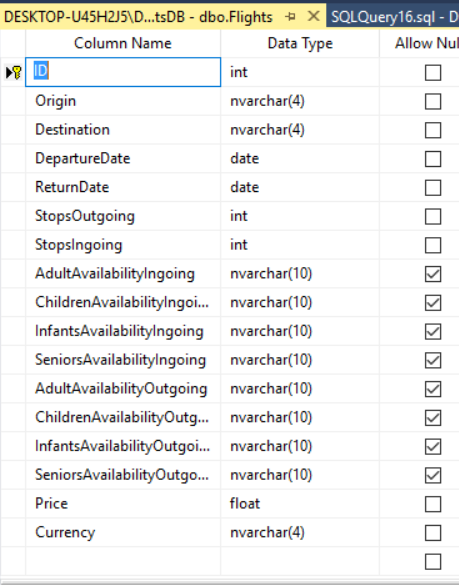 DESKTOP-U45H2J5\D...tsDB - dbo.Flights SQLQuery16.sql - D
Column Name Data Type Allow Nul
ID int
Origin nvarchar(4)
Destination nvarchar(4)
DepartureDate date
ReturnDate date
StopsOutgoing int
StopsIngoing int
AdultAvailabilityIngoing nvarchar(10)
ChildrenAvailabilityIngoi... nvarchar(10)
InfantsAvailabilityIngoing nvarchar(10)
SeniorsAvailabilityIngoing nvarchar(10)
AdultAvailabilityOutgoing nvarchar(10)
ChildrenAvailabilityOutg... nvarchar(10)
InfantsAvailabilityOutgoi... nvarchar(10)
SeniorsAvailabilityOutgo... nvarchar(10)
Price float
Currency nvarchar(4)